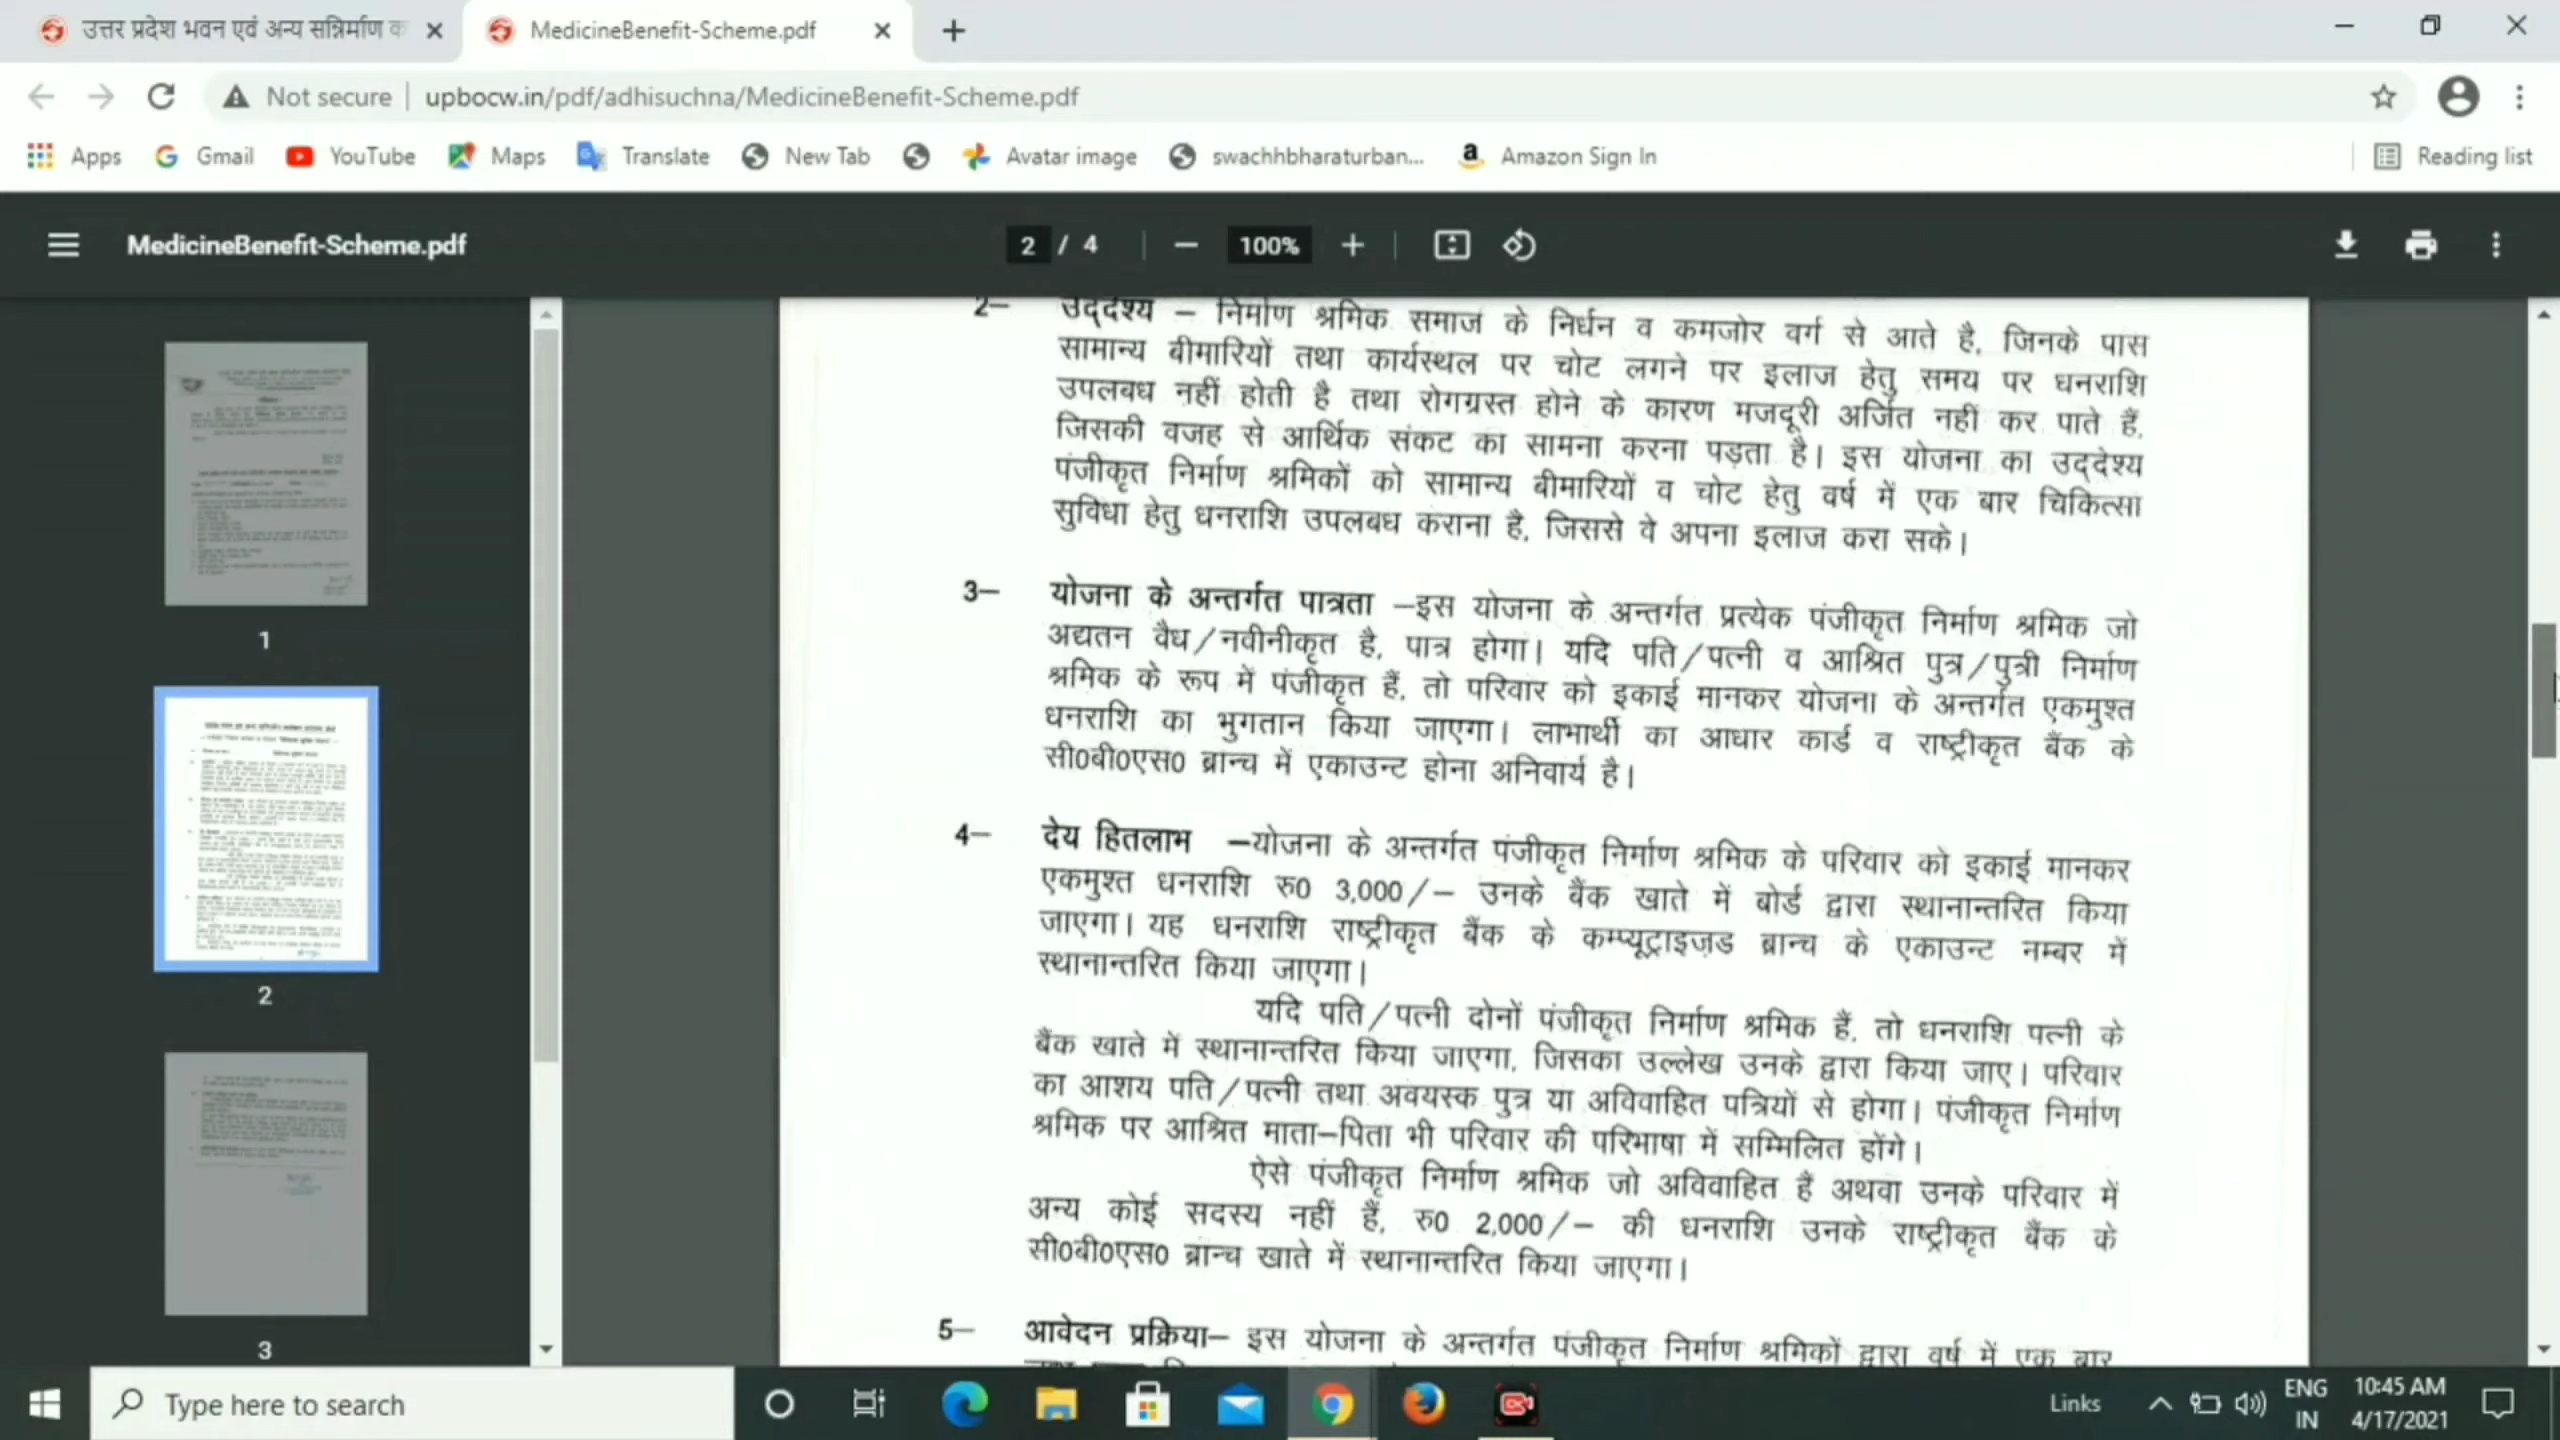 उत्तर प्रदेश भवन एवं अन्य सन्निर्माण क
MedicineBenefit-Scheme.pdf
Not secure
upbocw.in/pdf/adhisuchna/MedicineBenefit-Scheme.pdf
Apps Gmail YouTube Maps Translate New Tab Avatar image swachhbharaturban... Amazon Sign In Reading list
MedicineBenefit-Scheme.pdf 2 / 4 100%
1
2
3
2— उद्देश्य – निर्माण श्रमिक समाज के निर्धन व कमजोर वर्ग से आते है, जिनके पास
सामान्य बीमारियों तथा कार्यस्थल पर चोट लगने पर इलाज हेतु समय पर धनराशि
उपलबध नहीं होती है तथा रोगग्रस्त होने के कारण मजदूरी अर्जित नहीं कर पाते हैं,
जिसकी वजह से आर्थिक संकट का सामना करना पड़ता है। इस योजना का उद्देश्य
पंजीकृत निर्माण श्रमिकों को सामान्य बीमारियों व चोट हेतु वर्ष में एक बार चिकित्सा
सुविधा हेतु धनराशि उपलबध कराना है, जिससे वे अपना इलाज करा सके।
3— योजना के अन्तर्गत पात्रता –इस योजना के अन्तर्गत प्रत्येक पंजीकृत निर्माण श्रमिक जो
अद्यतन वैध/नवीनीकृत है, पात्र होगा। यदि पति/पत्नी व आश्रित पुत्र/पुत्री निर्माण
श्रमिक के रूप में पंजीकृत हैं, तो परिवार को इकाई मानकर योजना के अन्तर्गत एकमुश्त
धनराशि का भुगतान किया जाएगा। लाभार्थी का आधार कार्ड व राष्ट्रीकृत बैंक के
सी0बी0एस0 ब्रान्च में एकाउन्ट होना अनिवार्य है।
4— देय हितलाभ –योजना के अन्तर्गत पंजीकृत निर्माण श्रमिक के परिवार को इकाई मानकर
एकमुश्त धनराशि रु0 3,000/– उनके बैंक खाते में बोर्ड द्वारा स्थानान्तरित किया
जाएगा। यह धनराशि राष्ट्रीकृत बैंक के कम्प्यूट्राइज़ड ब्रान्च के एकाउन्ट नम्बर में
स्थानान्तरित किया जाएगा।
यदि पति/पत्नी दोनों पंजीकृत निर्माण श्रमिक हैं, तो धनराशि पत्नी के
बैंक खाते में स्थानान्तरित किया जाएगा, जिसका उल्लेख उनके द्वारा किया जाए। परिवार
का आशय पति/पत्नी तथा अवयस्क पुत्र या अविवाहित पत्रियों से होगा। पंजीकृत निर्माण
श्रमिक पर आश्रित माता–पिता भी परिवार की परिभाषा में सम्मिलित होंगे।
ऐसे पंजीकृत निर्माण श्रमिक जो अविवाहित हैं अथवा उनके परिवार में
अन्य कोई सदस्य नहीं हैं, रु0 2,000/– की धनराशि उनके राष्ट्रीकृत बैंक के
सी0बी0एस0 ब्रान्च खाते में स्थानान्तरित किया जाएगा।
5— आवेदन प्रक्रिया– इस योजना के अन्तर्गत पंजीकृत निर्माण श्रमिकों द्वारा वर्ष में एक बार
Type here to search
Links
ENG
IN
10:45 AM
4/17/2021